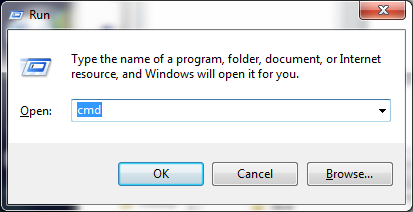 Run
Type the name of a program, folder, document, or Internet
resource, and Windows will open it for you.
Open: cmd
OK Cancel Browse...